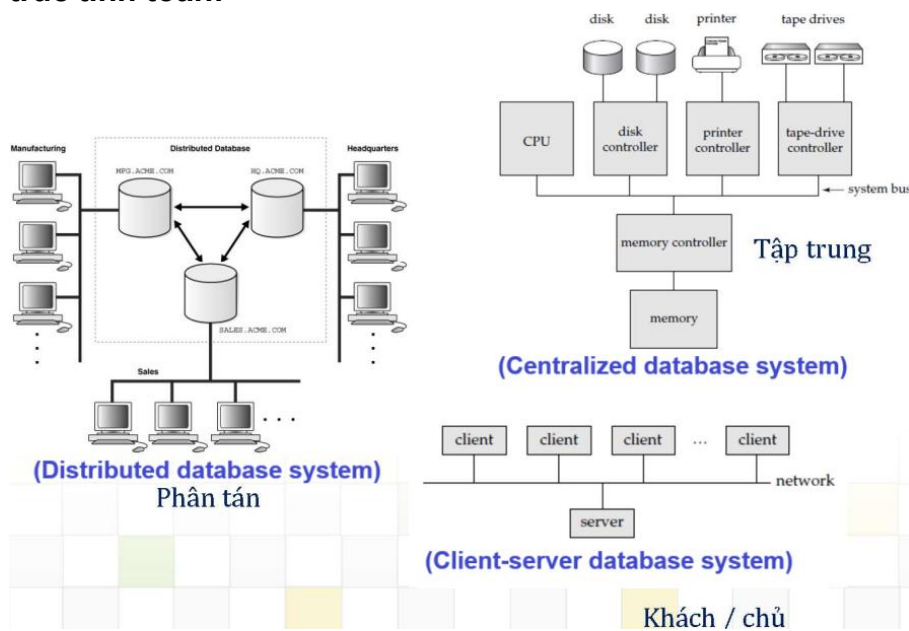 disk disk printer tape drives
CPU
disk controller
printer controller
tape-drive controller
system bus
memory controller
Tập trung
memory
(Centralized database system)
Manufacturing
Distributed Database
Headquarters
MFG.ACME.COM
HQ.ACME.COM
SALES.ACME.COM
Sales
(Distributed database system)
Phân tán
client client client ... client
network
server
(Client-server database system)
Khách / chủ